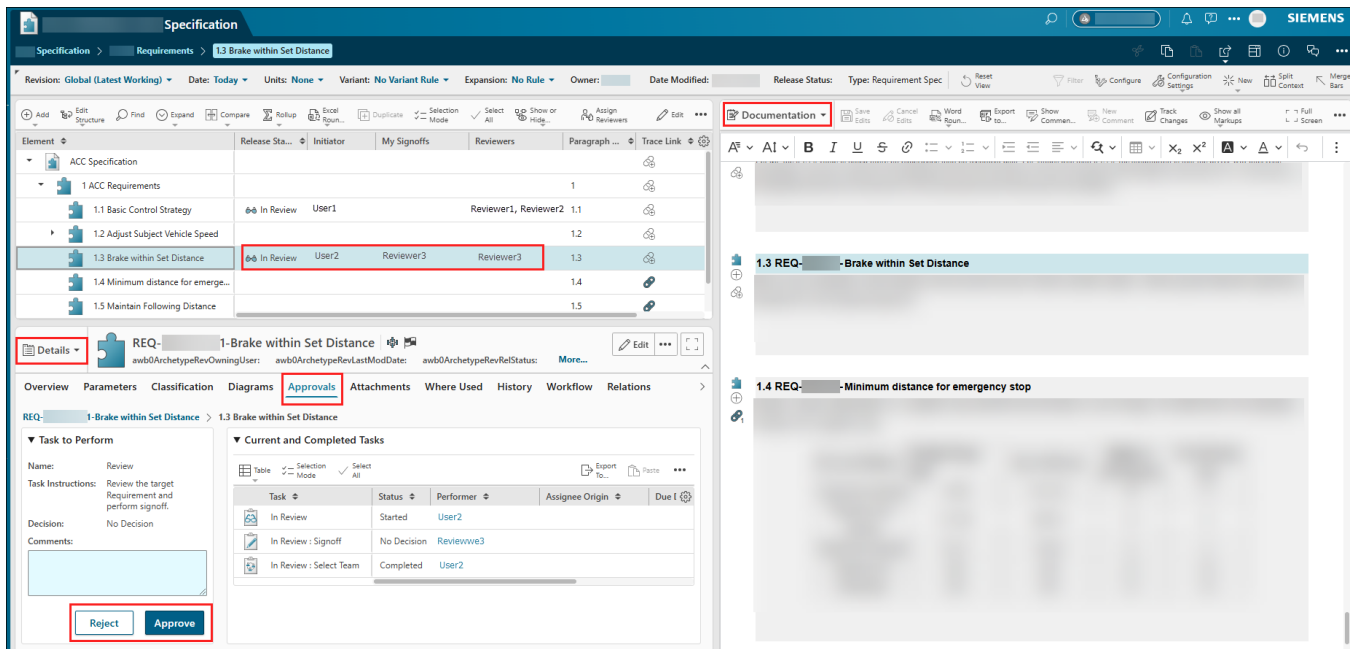 Specification
SIEMENS
Specification > Requirements > 1.3 Brake within Set Distance
Revision: Global (Latest Working) Date: Today Units: None Variant: No Variant Rule Expansion: No Rule Owner: Date Modified: Release Status: Type: Requirement Spec Reset View Filter Configure Configuration Settings New Split Context Merge Bars
Add Edit Structure Find Expand Compare Rollup Excel Roun... Duplicate Selection Mode Select All Show or Hide... Assign Reviewers Edit
Element Release Sta... Initiator My Signoffs Reviewers Paragraph ... Trace Link
ACC Specification
1 ACC Requirements 1
1.1 Basic Control Strategy In Review User1 Reviewer1, Reviewer2 1.1
1.2 Adjust Subject Vehicle Speed 1.2
1.3 Brake within Set Distance In Review User2 Reviewer3 Reviewer3 1.3
1.4 Minimum distance for emerge... 1.4
1.5 Maintain Following Distance 1.5
Details
REQ- 1-Brake within Set Distance
Edit
awb0ArchetypeRevOwningUser: awb0ArchetypeRevLastModDate: awb0ArchetypeRevRelStatus: More...
Overview Parameters Classification Diagrams Approvals Attachments Where Used History Workflow Relations
REQ- 1-Brake within Set Distance > 1.3 Brake within Set Distance
Task to Perform
Name: Review
Task Instructions: Review the target
Requirement and
perform signoff.
Decision: No Decision
Comments:
Reject Approve
Current and Completed Tasks
Table Selection Mode Select All Export To... Paste
Task Status Performer Assignee Origin Due I
In Review Started User2
In Review : Signoff No Decision Reviewwe3
In Review : Select Team Completed User2
Documentation Save Edits Cancel Edits Word Roun... Export to... Show Commen... New Comment Track Changes Show all Markups Full Screen
1.3 REQ- -Brake within Set Distance
1.4 REQ- -Minimum distance for emergency stop